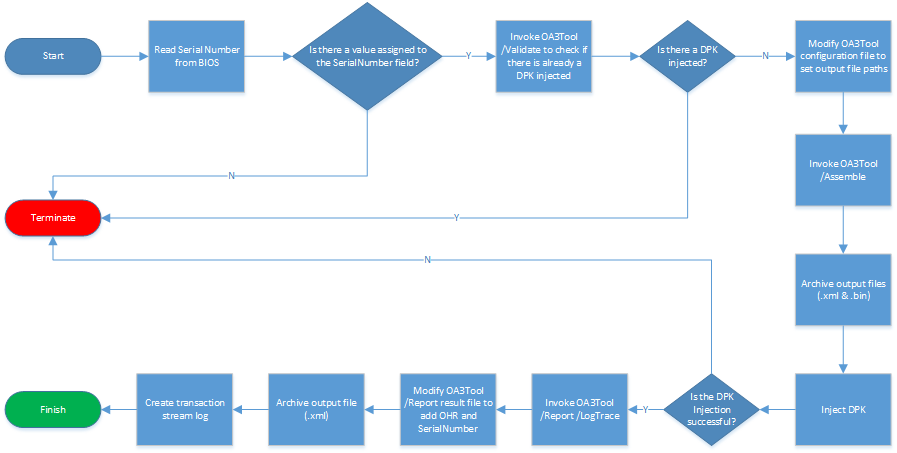 Start
Read Serial Number
from BIOS
Is there a value assigned to
the SerialNumber field?
Y
Invoke OA3Tool
/Validate to check if
there is already a
DPK injected
Is there a DPK
injected?
N
Modify OA3Tool
configuration file to
set output file paths
Invoke OA3Tool
/Assemble
N
Terminate
Y
N
Archive output files
(.xml & .bin)
Finish
Create transaction
stream log
Archive output file
(.xml)
Modify OA3Tool
/Report result file to
add OHR and
SerialNumber
Invoke OA3Tool
/Report /LogTrace
Y
Is the DPK
Injection
successful?
Inject DPK